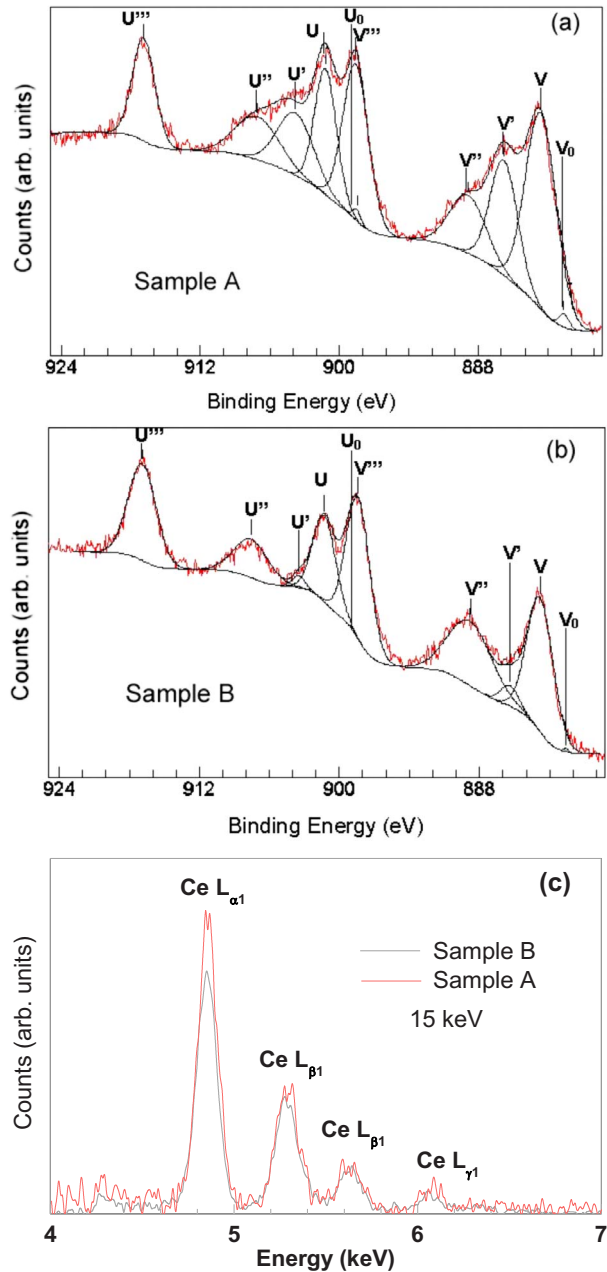 (a)
U''' U'' U' U U₀ V''' V'' V' V V₀
Counts (arb. units)
Sample A
924 912 900 888
Binding Energy (eV)
(b)
U''' U'' U' U U₀ V''' V'' V' V V₀
Counts (arb. units)
Sample B
924 912 900 888
Binding Energy (eV)
(c)
Ce Lα1
Sample B
Sample A
15 keV
Ce Lβ1
Ce Lβ1
Ce Lγ1
Counts (arb. units)
4 5 6 7
Energy (keV)